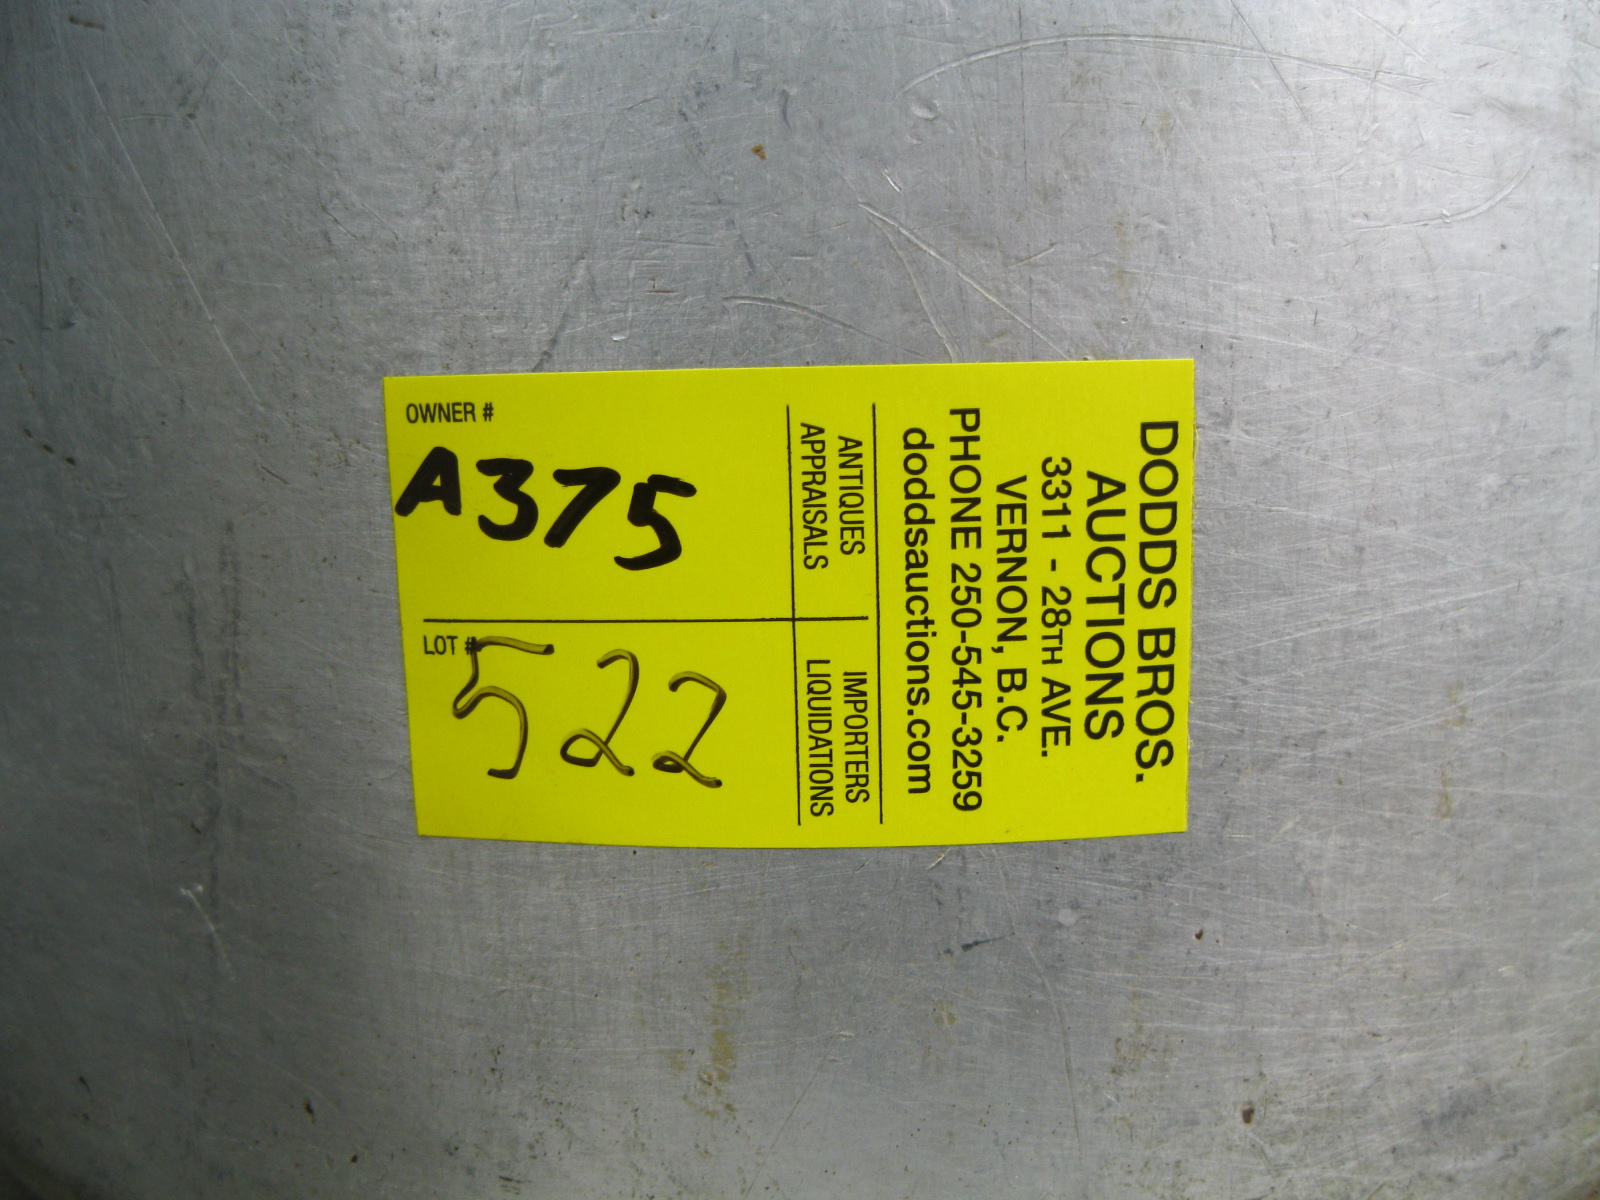 DODDS BROS.
AUCTIONS
3311 - 28TH AVE.
VERNON, B.C.
PHONE 250-545-3259
doddsauctions.com
ANTIQUES
APPRAISALS
IMPORTERS
LIQUIDATIONS
OWNER #
A375
LOT #
522